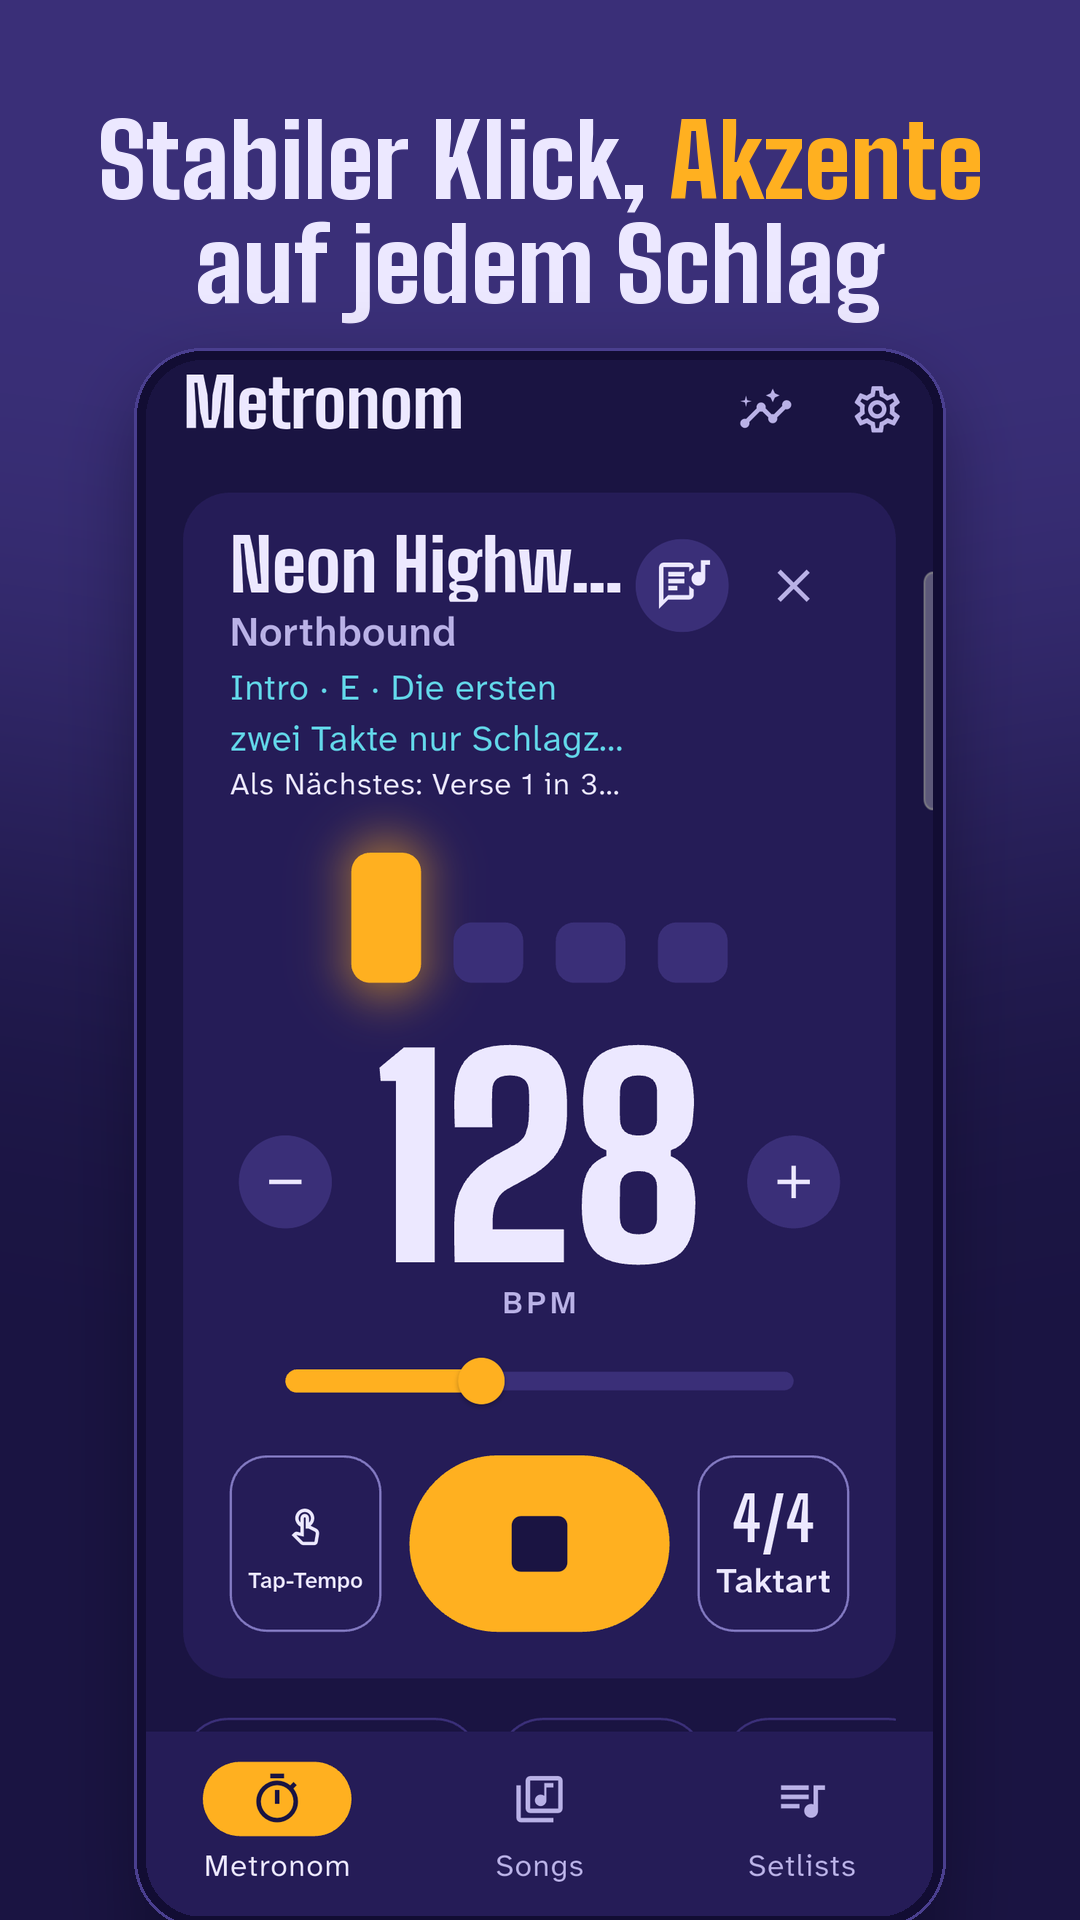 Stabiler Klick, Akzente
auf jedem Schlag
Metronom
Neon Highw...
Northbound
Intro · E · Die ersten
zwei Takte nur Schlagz...
Als Nächstes: Verse 1 in 3...
128
BPM
Tap-Tempo
4/4
Taktart
Metronom
Songs
Setlists